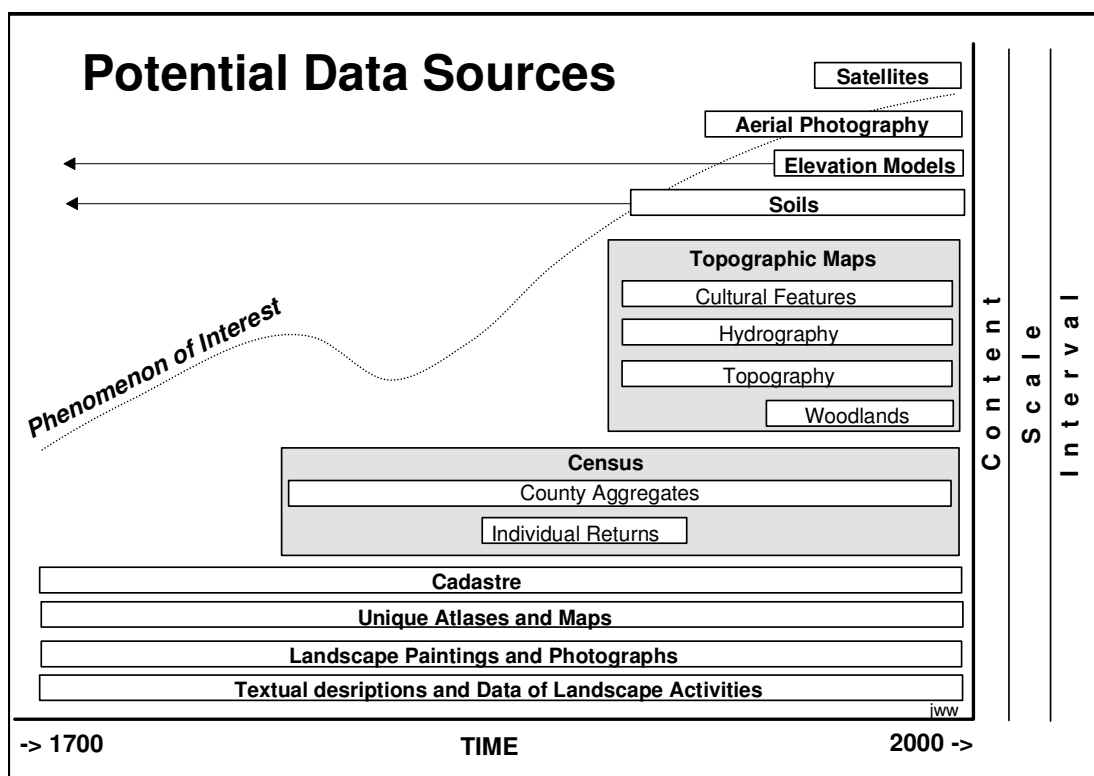 Potential Data Sources
Satellites
Aerial Photography
Elevation Models
Soils
Topographic Maps
Cultural Features
Hydrography
Topography
Woodlands
Phenomenon of Interest
Census
County Aggregates
Individual Returns
Cadastre
Unique Atlases and Maps
Landscape Paintings and Photographs
Textual desriptions and Data of Landscape Activities
jww
-> 1700
TIME
2000 ->
Content
Scale
Interval